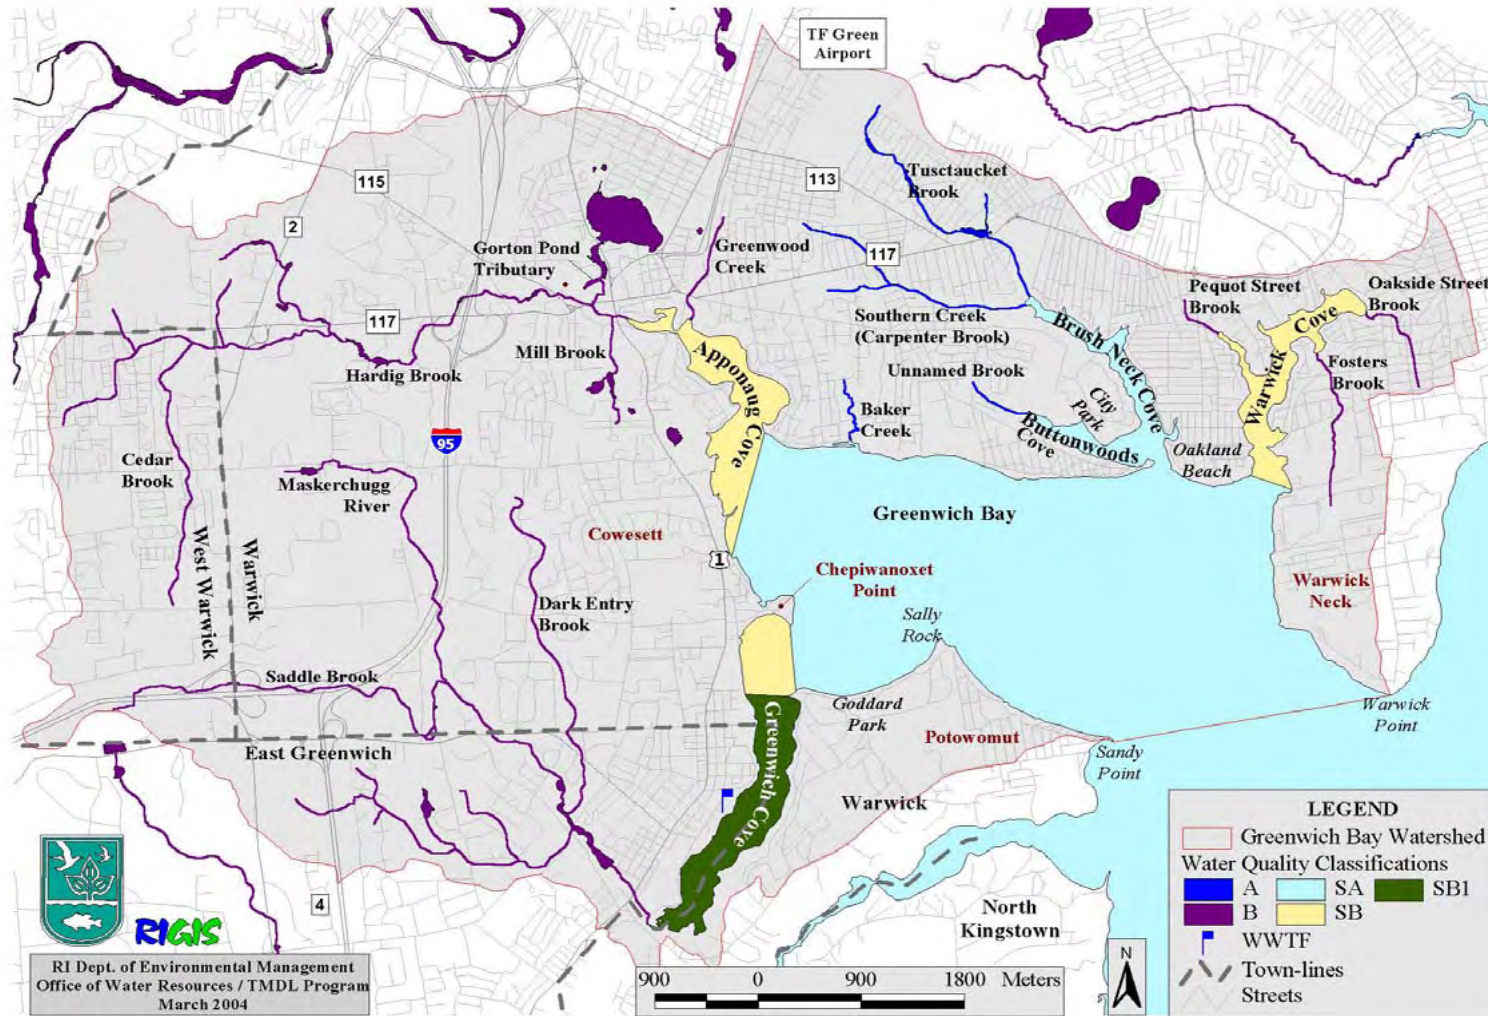 TF Green
Airport
115
2
113
Tusctaucket
Brook
Gorton Pond
Tributary
Greenwood
Creek
117
Pequot Street
Brook
Oakside Street
Brook
117
Mill Brook
Hardig Brook
Southern Creek
(Carpenter Brook)
Unnamed Brook
Brush Neck Cove
City
Park
Warwick Cove
Fosters
Brook
Apponaug Cove
95
Baker
Creek
Buttonwoods
Cove
Oakland
Beach
Cedar
Brook
Maskerchugg
River
West Warwick
Warwick
Cowesett
Greenwich Bay
1
Chepiwanoxet
Point
Warwick
Neck
Dark Entry
Brook
Sally
Rock
Saddle Brook
Goddard
Park
Warwick
Point
Potowomut
Sandy
Point
East Greenwich
Greenwich Cove
Warwick
4
North
Kingstown
RIGIS
RI Dept. of Environmental Management
Office of Water Resources / TMDL Program
March 2004
900 0 900 1800 Meters
N
LEGEND
Greenwich Bay Watershed
Water Quality Classifications
A SA SB1
B SB
WWTF
Town-lines
Streets